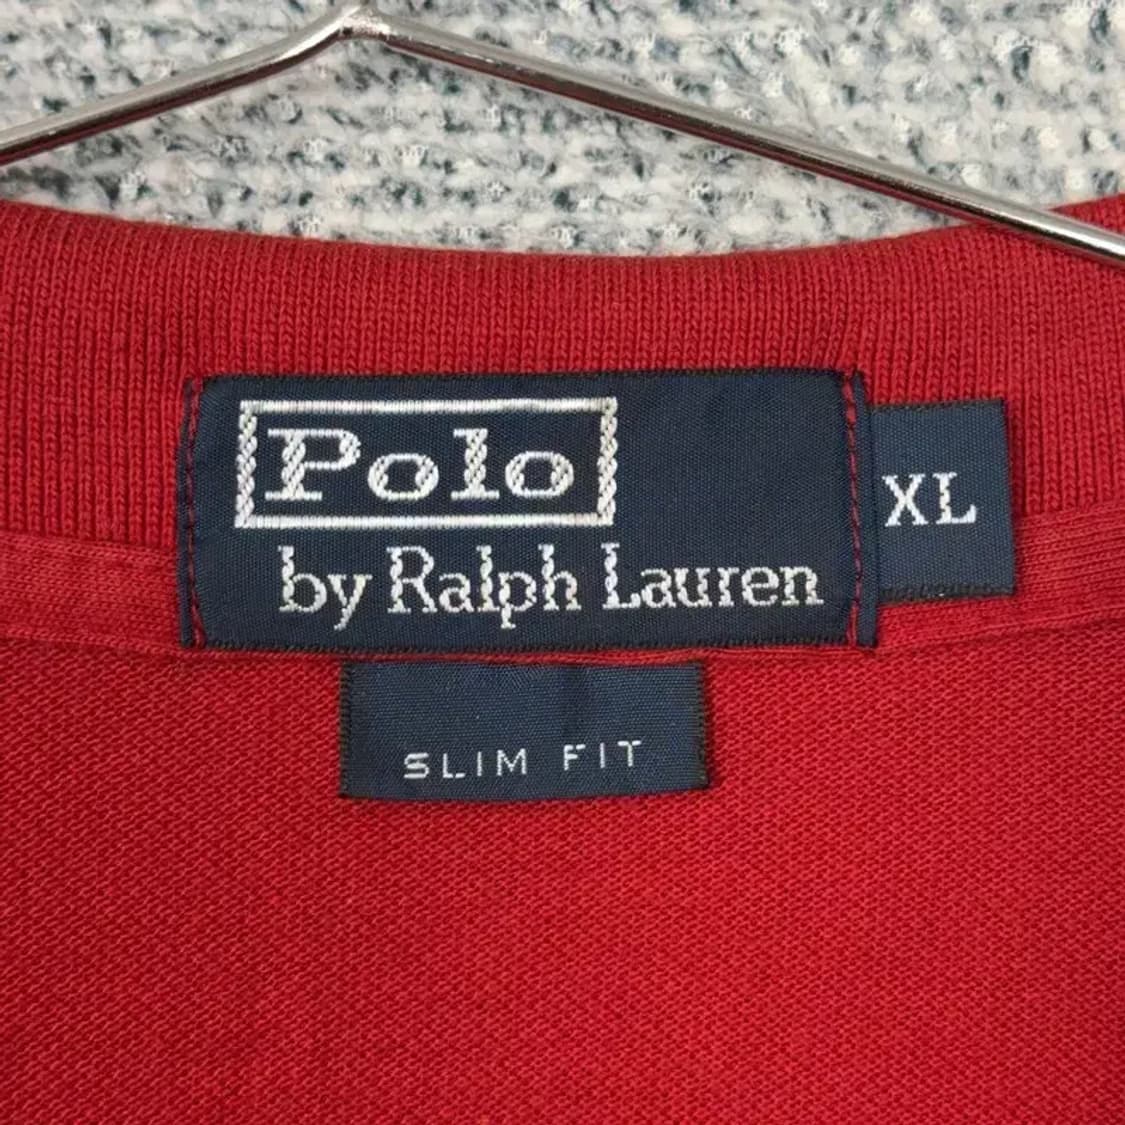 Polo
by Ralph Lauren
XL
SLIM FIT